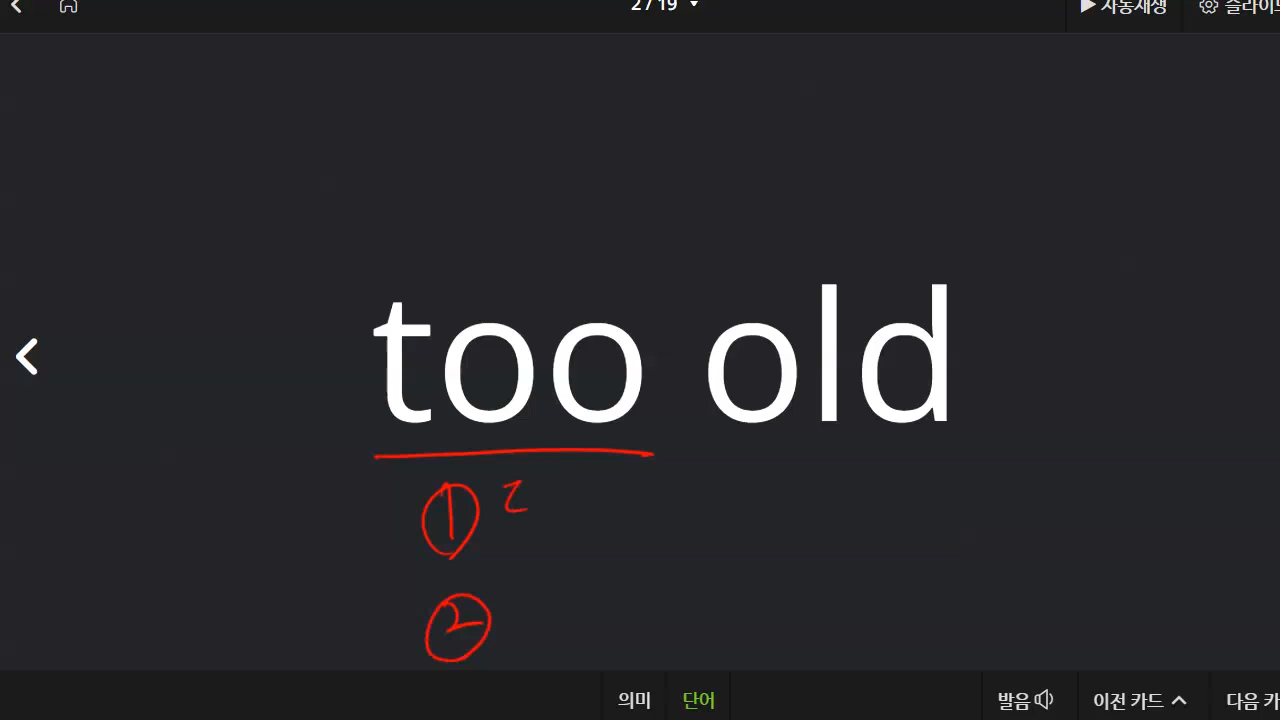 2 / 19
▶ 자동재생
too old
① ㄹ
②
의미 단어 발음 이전 카드